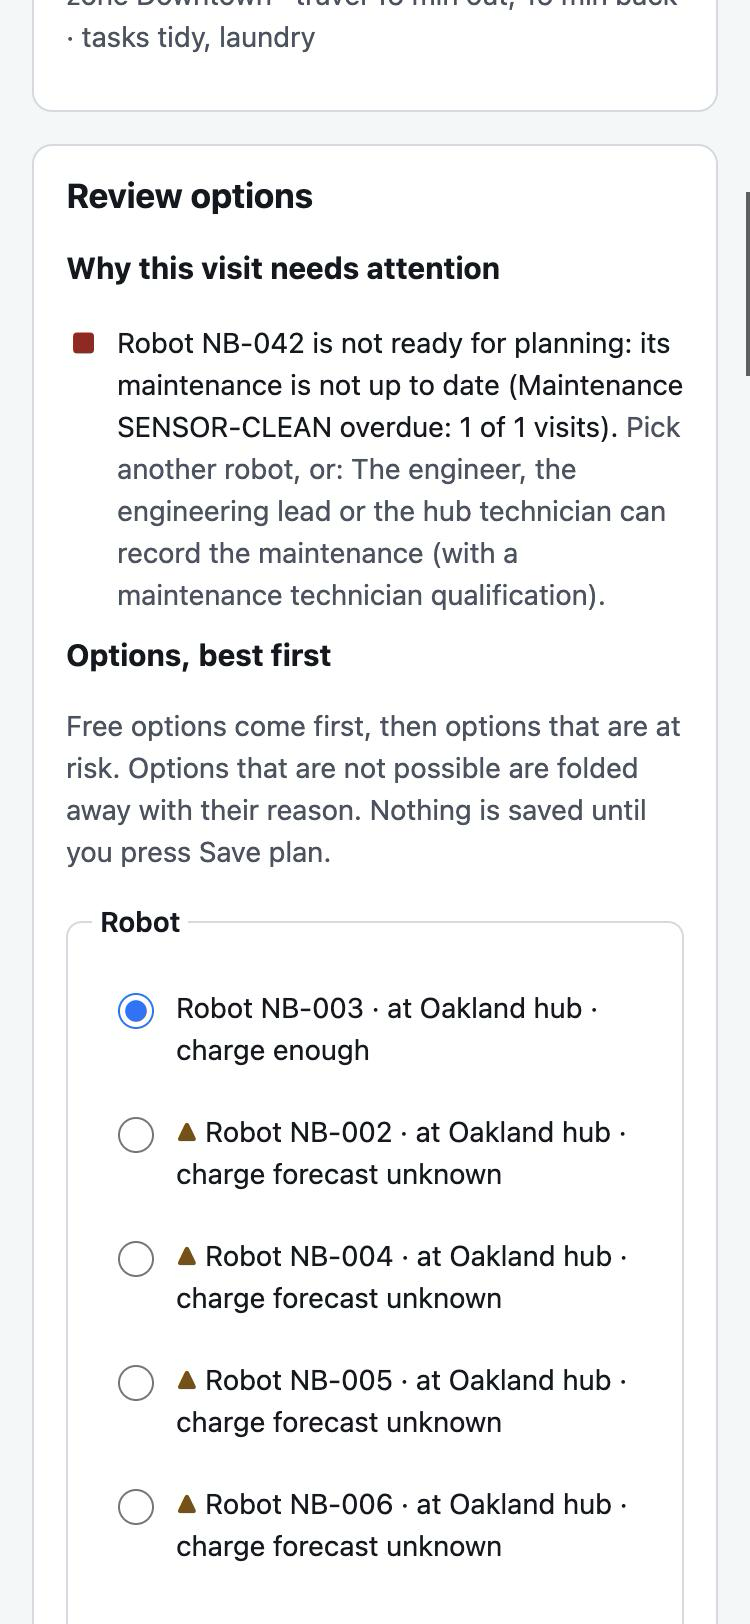 · tasks tidy, laundry
Review options
Why this visit needs attention
Robot NB-042 is not ready for planning: its
maintenance is not up to date (Maintenance
SENSOR-CLEAN overdue: 1 of 1 visits). Pick
another robot, or: The engineer, the
engineering lead or the hub technician can
record the maintenance (with a
maintenance technician qualification).
Options, best first
Free options come first, then options that are at
risk. Options that are not possible are folded
away with their reason. Nothing is saved until
you press Save plan.
Robot
Robot NB-003 · at Oakland hub ·
charge enough
Robot NB-002 · at Oakland hub ·
charge forecast unknown
Robot NB-004 · at Oakland hub ·
charge forecast unknown
Robot NB-005 · at Oakland hub ·
charge forecast unknown
Robot NB-006 · at Oakland hub ·
charge forecast unknown